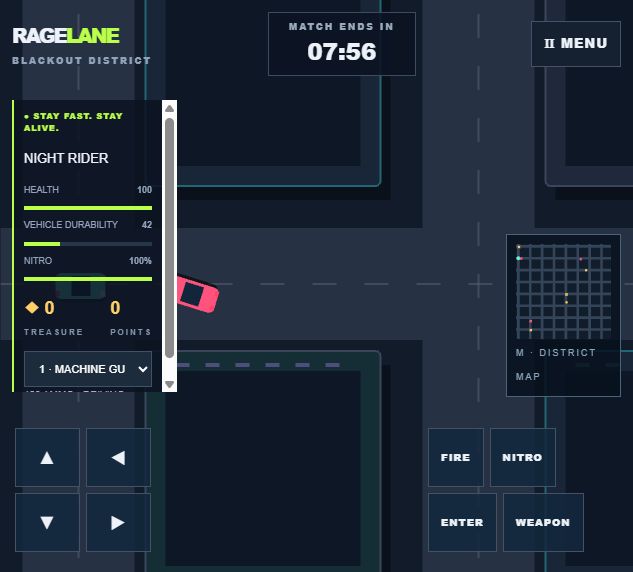 RAGELANE
BLACKOUT DISTRICT
MATCH ENDS IN
07:56
II MENU
● STAY FAST. STAY
ALIVE.
NIGHT RIDER
HEALTH 100
VEHICLE DURABILITY 42
NITRO 100%
◆ 0 0
TREASURE POINTS
1 · MACHINE GU
M · DISTRICT
MAP
▲ ◀
▼ ▶
FIRE NITRO
ENTER WEAPON